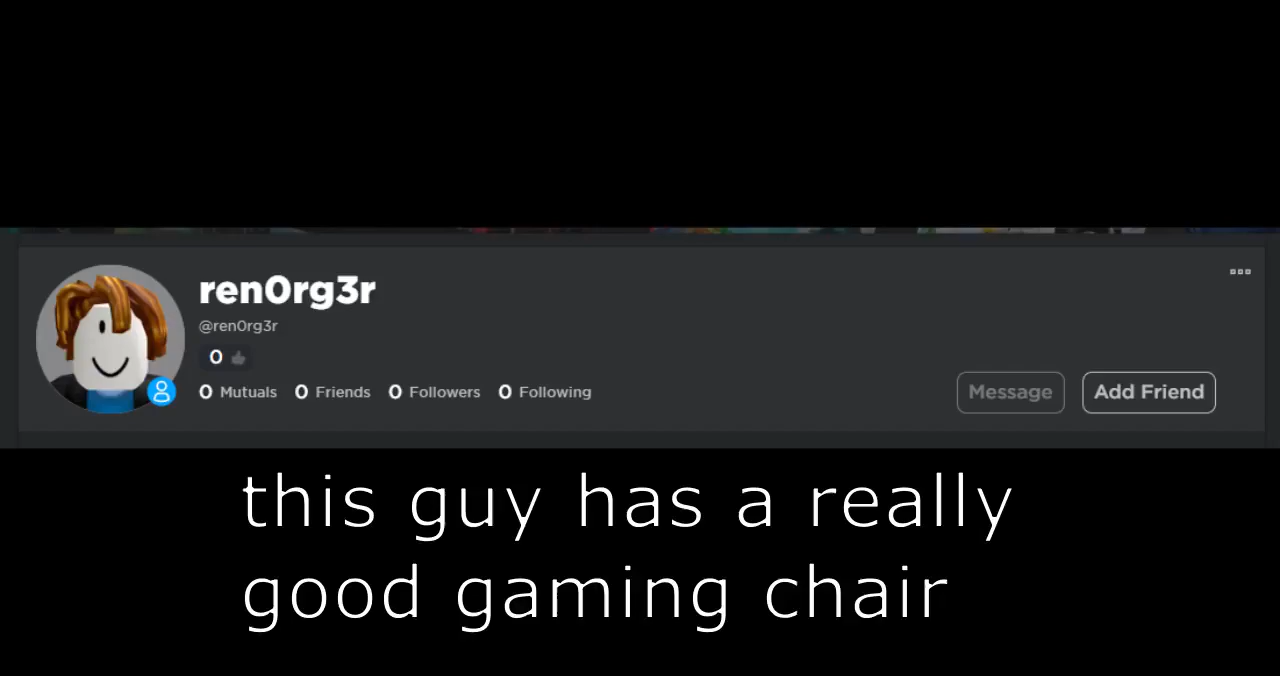 ren0rg3r
@ren0rg3r
0
0 Mutuals 0 Friends 0 Followers 0 Following
Message Add Friend
this guy has a really
good gaming chair